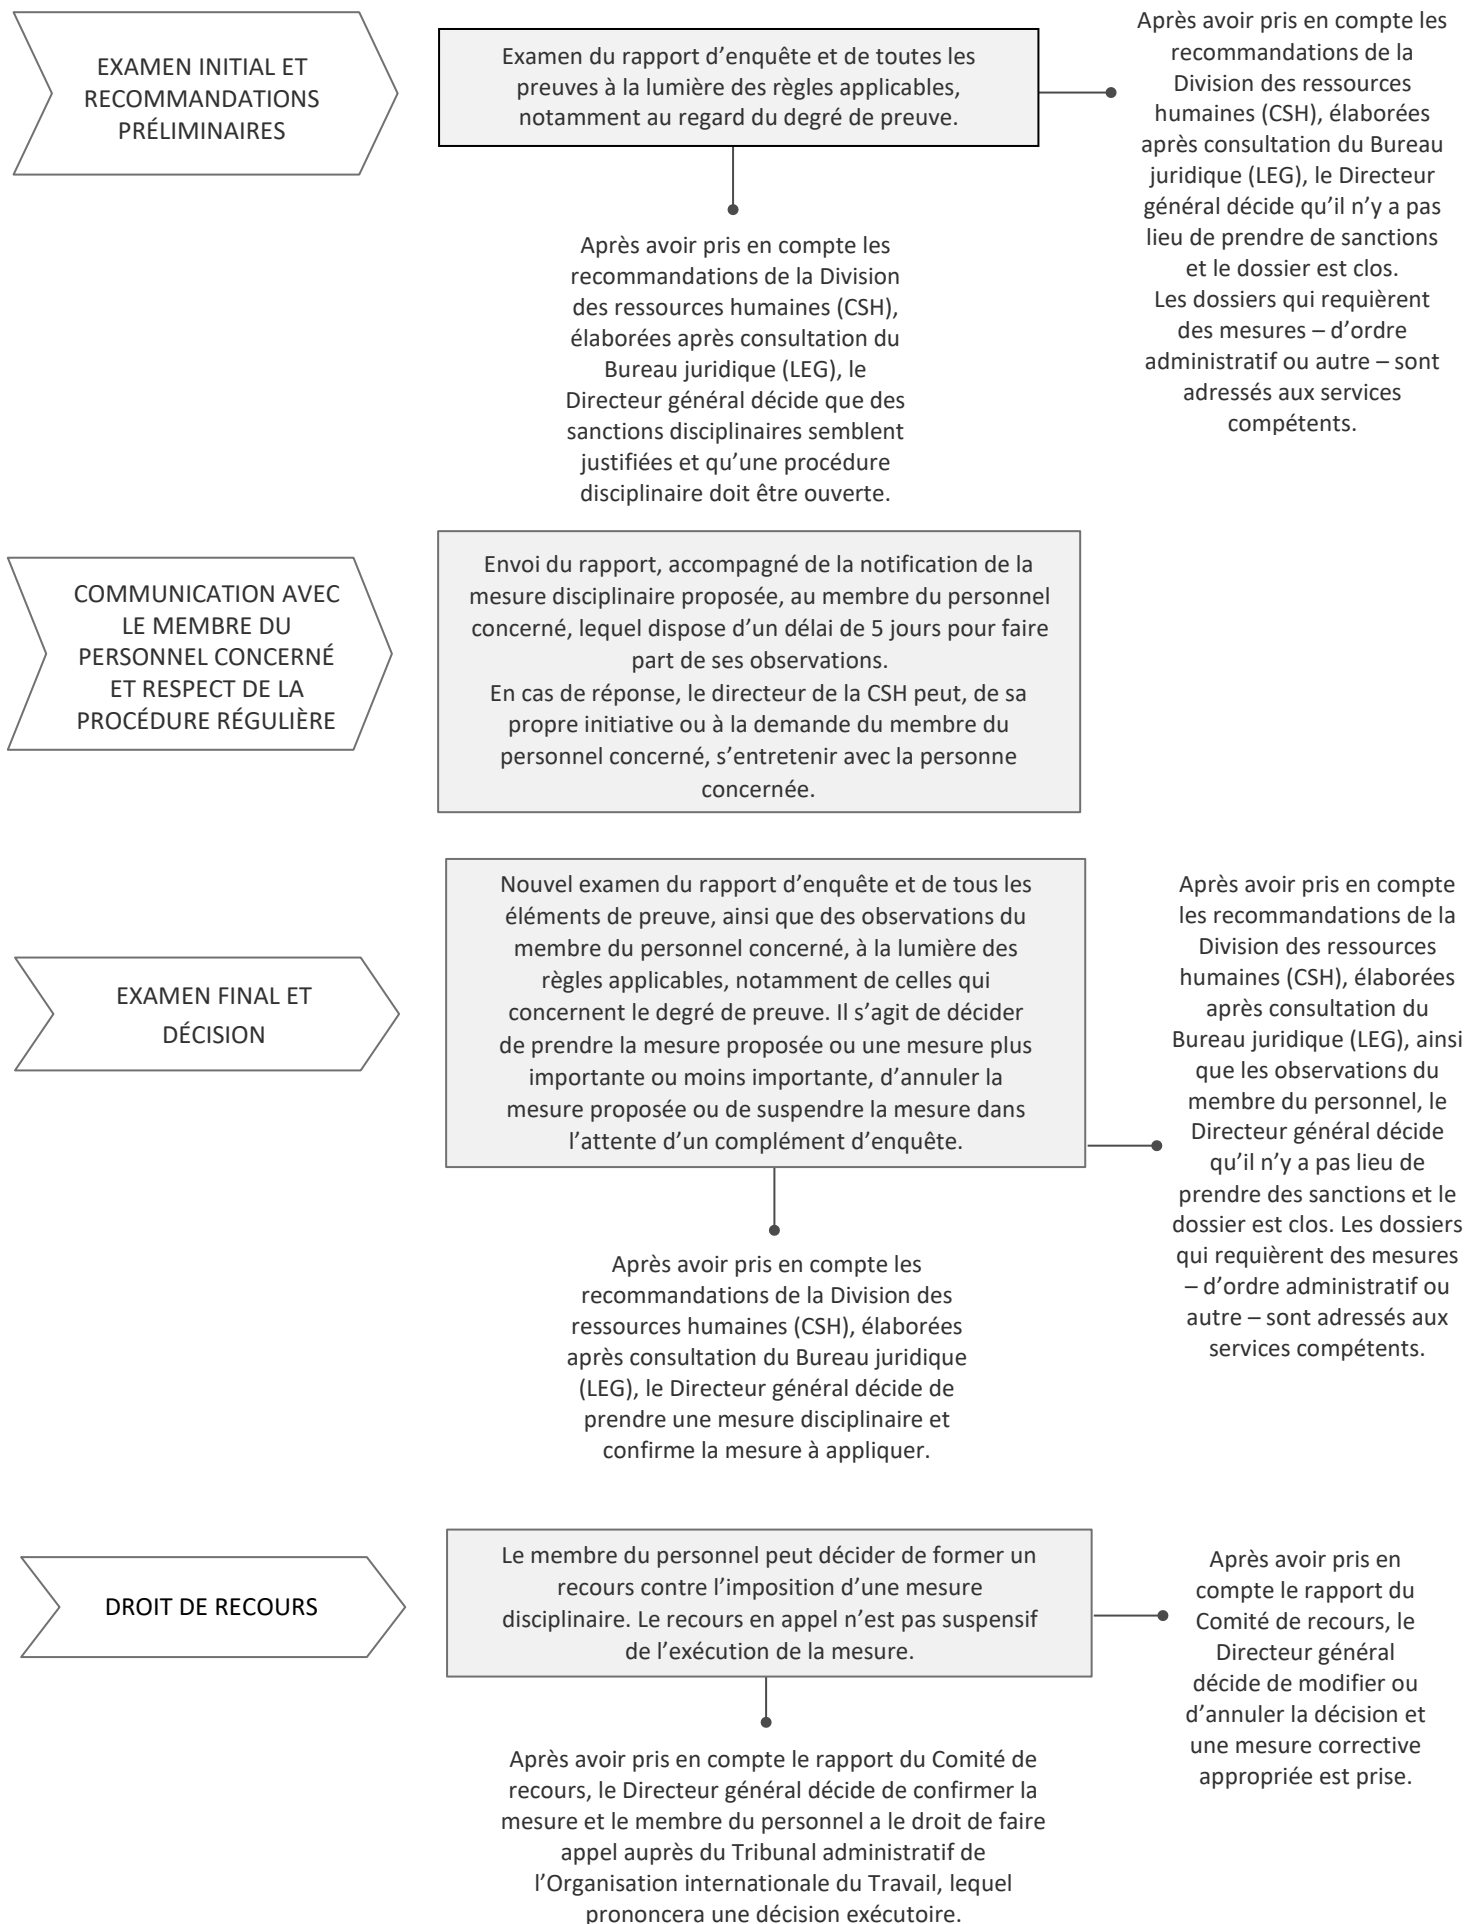 EXAMEN INITIAL ET
RECOMMANDATIONS
PRÉLIMINAIRES
Examen du rapport d’enquête et de toutes les
preuves à la lumière des règles applicables,
notamment au regard du degré de preuve.
Après avoir pris en compte les
recommandations de la
Division des ressources
humaines (CSH), élaborées
après consultation du Bureau
juridique (LEG), le Directeur
général décide qu’il n’y a pas
lieu de prendre de sanctions
et le dossier est clos.
Les dossiers qui requièrent
des mesures – d’ordre
administratif ou autre – sont
adressés aux services
compétents.
Après avoir pris en compte les
recommandations de la Division
des ressources humaines (CSH),
élaborées après consultation du
Bureau juridique (LEG), le
Directeur général décide que des
sanctions disciplinaires semblent
justifiées et qu’une procédure
disciplinaire doit être ouverte.
COMMUNICATION AVEC
LE MEMBRE DU
PERSONNEL CONCERNÉ
ET RESPECT DE LA
PROCÉDURE RÉGULIÈRE
Envoi du rapport, accompagné de la notification de la
mesure disciplinaire proposée, au membre du personnel
concerné, lequel dispose d’un délai de 5 jours pour faire
part de ses observations.
En cas de réponse, le directeur de la CSH peut, de sa
propre initiative ou à la demande du membre du
personnel concerné, s’entretenir avec la personne
concernée.
EXAMEN FINAL ET
DÉCISION
Nouvel examen du rapport d’enquête et de tous les
éléments de preuve, ainsi que des observations du
membre du personnel concerné, à la lumière des
règles applicables, notamment de celles qui
concernent le degré de preuve. Il s’agit de décider
de prendre la mesure proposée ou une mesure plus
importante ou moins importante, d’annuler la
mesure proposée ou de suspendre la mesure dans
l’attente d’un complément d’enquête.
Après avoir pris en compte
les recommandations de la
Division des ressources
humaines (CSH), élaborées
après consultation du
Bureau juridique (LEG), ainsi
que les observations du
membre du personnel, le
Directeur général décide
qu’il n’y a pas lieu de
prendre des sanctions et le
dossier est clos. Les dossiers
qui requièrent des mesures
– d’ordre administratif ou
autre – sont adressés aux
services compétents.
Après avoir pris en compte les
recommandations de la Division des
ressources humaines (CSH), élaborées
après consultation du Bureau juridique
(LEG), le Directeur général décide de
prendre une mesure disciplinaire et
confirme la mesure à appliquer.
DROIT DE RECOURS
Le membre du personnel peut décider de former un
recours contre l’imposition d’une mesure
disciplinaire. Le recours en appel n’est pas suspensif
de l’exécution de la mesure.
Après avoir pris en
compte le rapport du
Comité de recours, le
Directeur général
décide de modifier ou
d’annuler la décision et
une mesure corrective
appropriée est prise.
Après avoir pris en compte le rapport du Comité de
recours, le Directeur général décide de confirmer la
mesure et le membre du personnel a le droit de faire
appel auprès du Tribunal administratif de
l’Organisation internationale du Travail, lequel
prononcera une décision exécutoire.